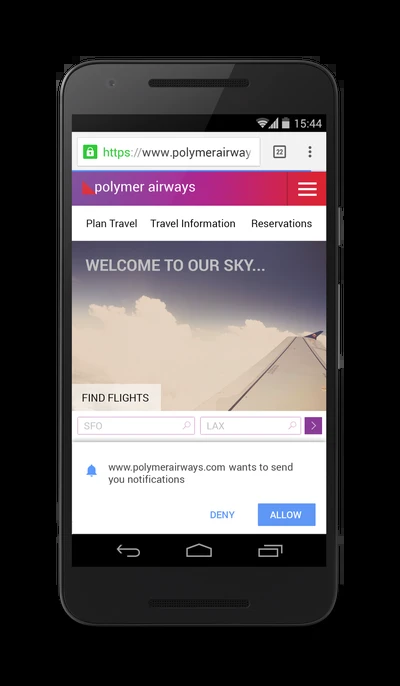 15:44
https://www.polymerairway
22
polymer airways
Plan Travel Travel Information Reservations
WELCOME TO OUR SKY...
FIND FLIGHTS
SFO LAX
www.polymerairways.com wants to send
you notifications
DENY ALLOW